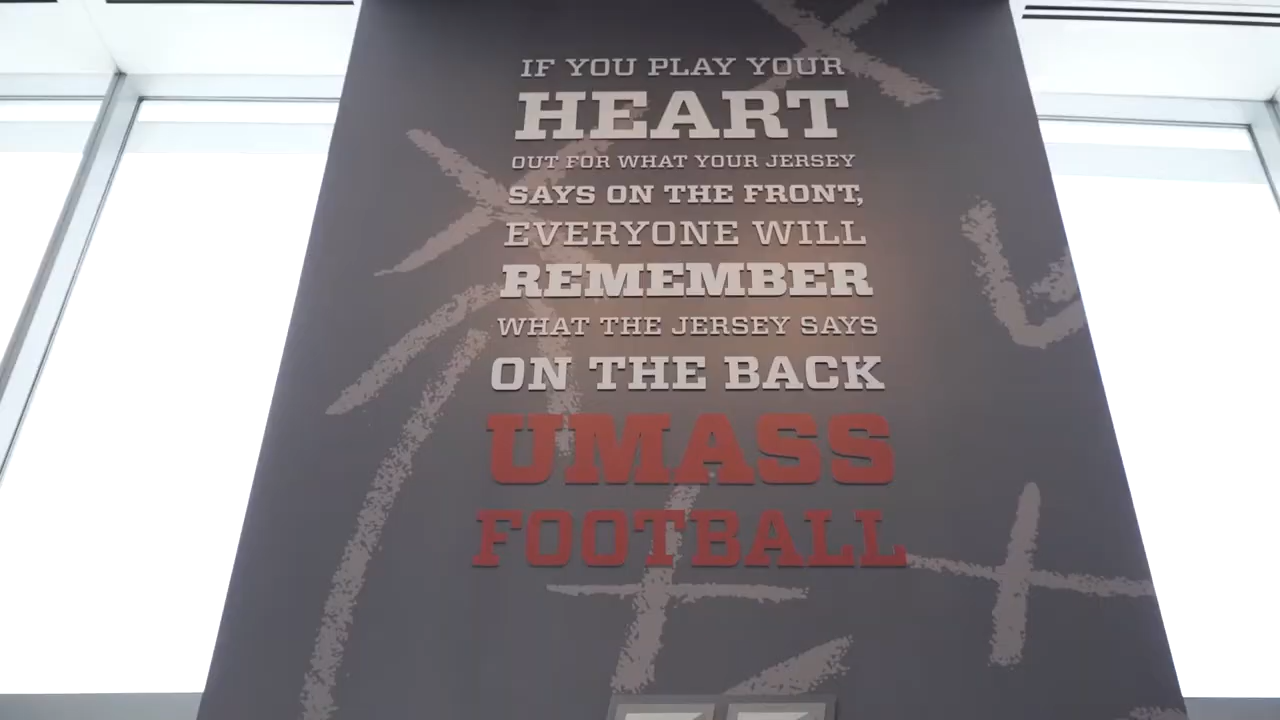 IF YOU PLAY YOUR
HEART
OUT FOR WHAT YOUR JERSEY
SAYS ON THE FRONT,
EVERYONE WILL
REMEMBER
WHAT THE JERSEY SAYS
ON THE BACK
UMASS
FOOTBALL